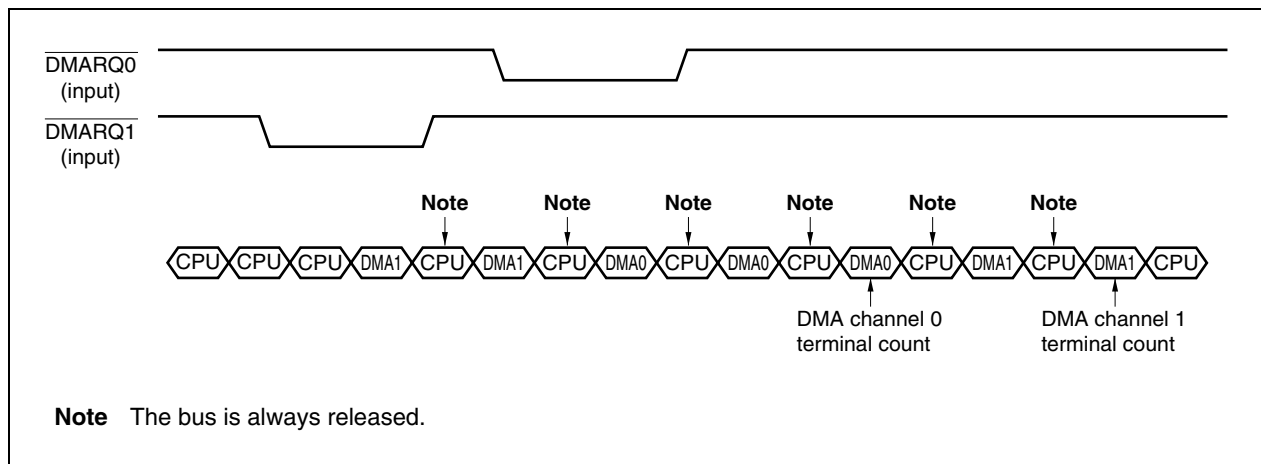 DMARQ0
(input)
DMARQ1
(input)
Note Note Note Note Note Note
CPU CPU CPU DMA1 CPU DMA1 CPU DMA0 CPU DMA0 CPU DMA0 CPU DMA1 CPU DMA1 CPU
DMA channel 0
terminal count
DMA channel 1
terminal count
Note The bus is always released.